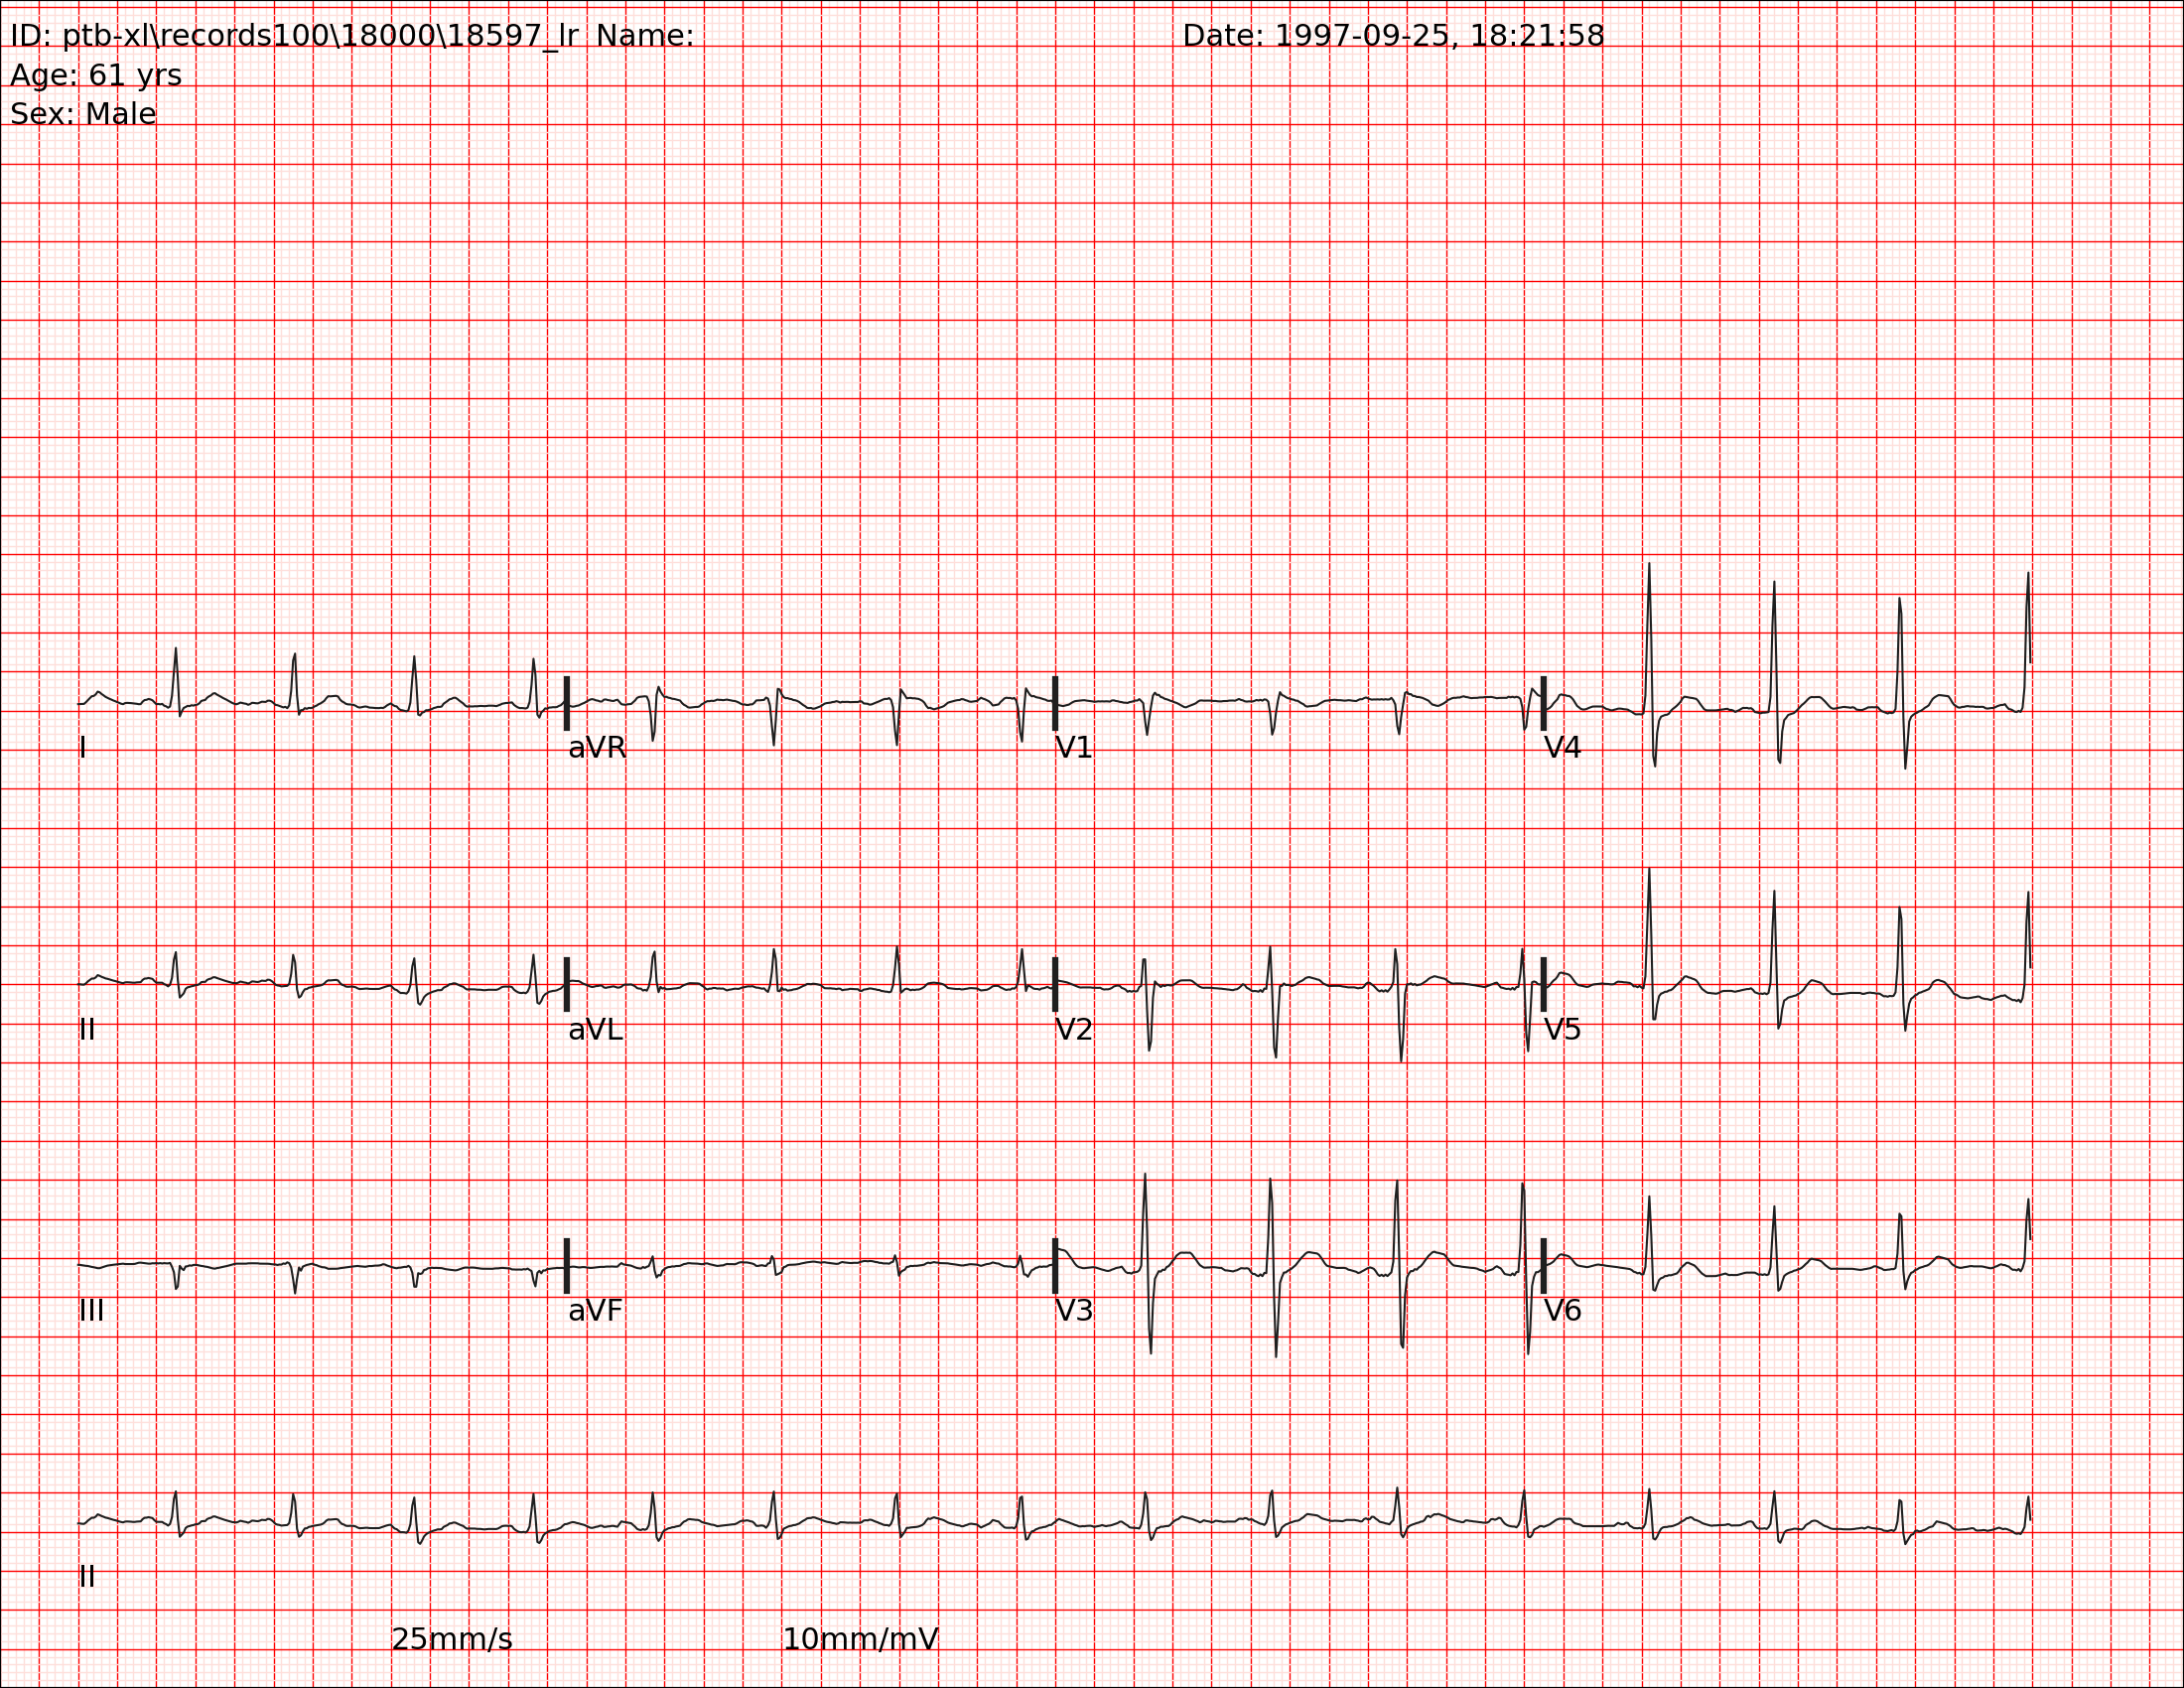 ID: ptb-xl\records100\18000\18597_lr Name: Date: 1997-09-25, 18:21:58
Age: 61 yrs
Sex: Male
I aVR V1 V4
II aVL V2 V5
III aVF V3 V6
II
25mm/s 10mm/mV